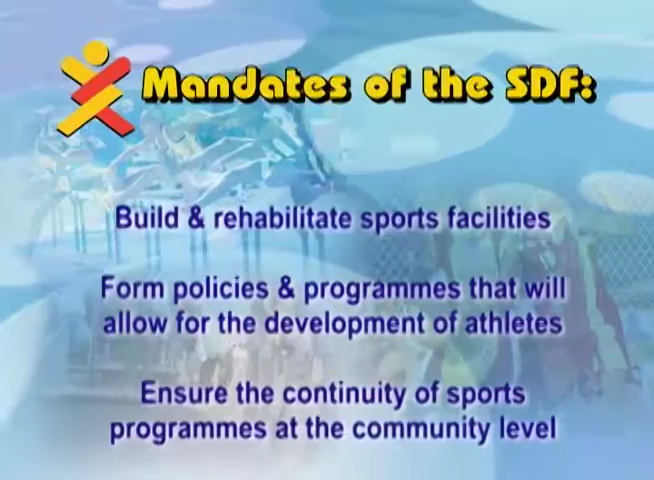 Mandates of the SDF:
Build & rehabilitate sports facilities
Form policies & programmes that will
allow for the development of athletes
Ensure the continuity of sports
programmes at the community level